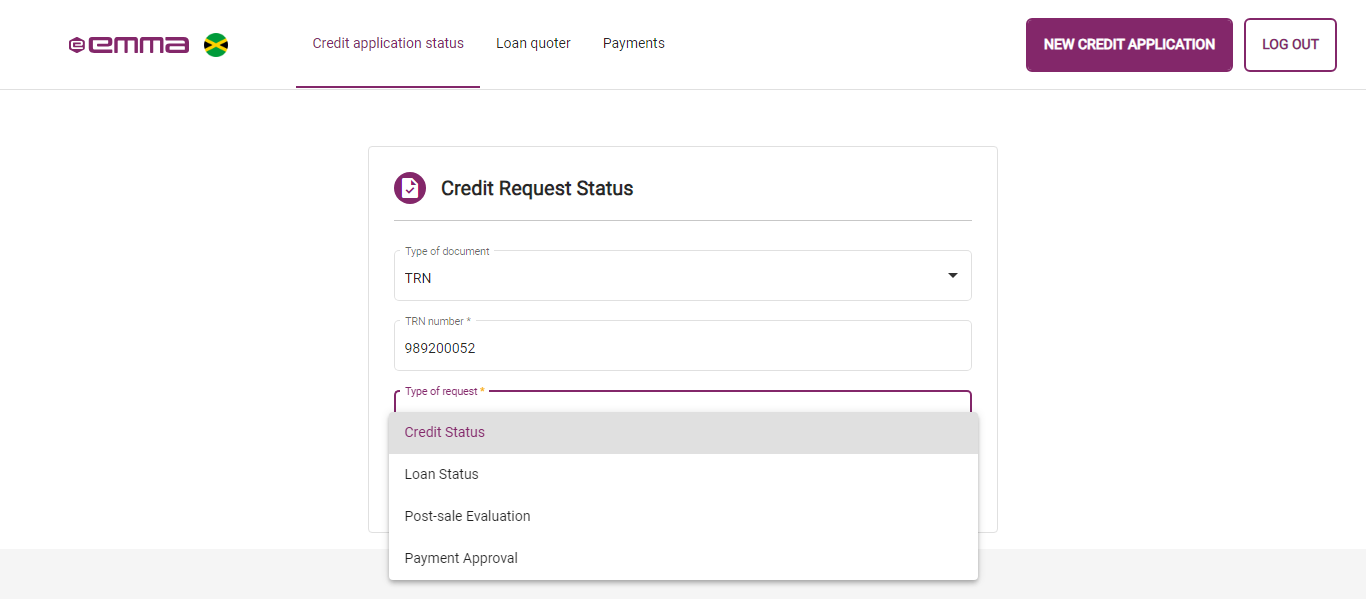 emma
Credit application status
Loan quoter
Payments
NEW CREDIT APPLICATION
LOG OUT
Credit Request Status
Type of document
TRN
TRN number *
989200052
Type of request *
Credit Status
Loan Status
Post-sale Evaluation
Payment Approval